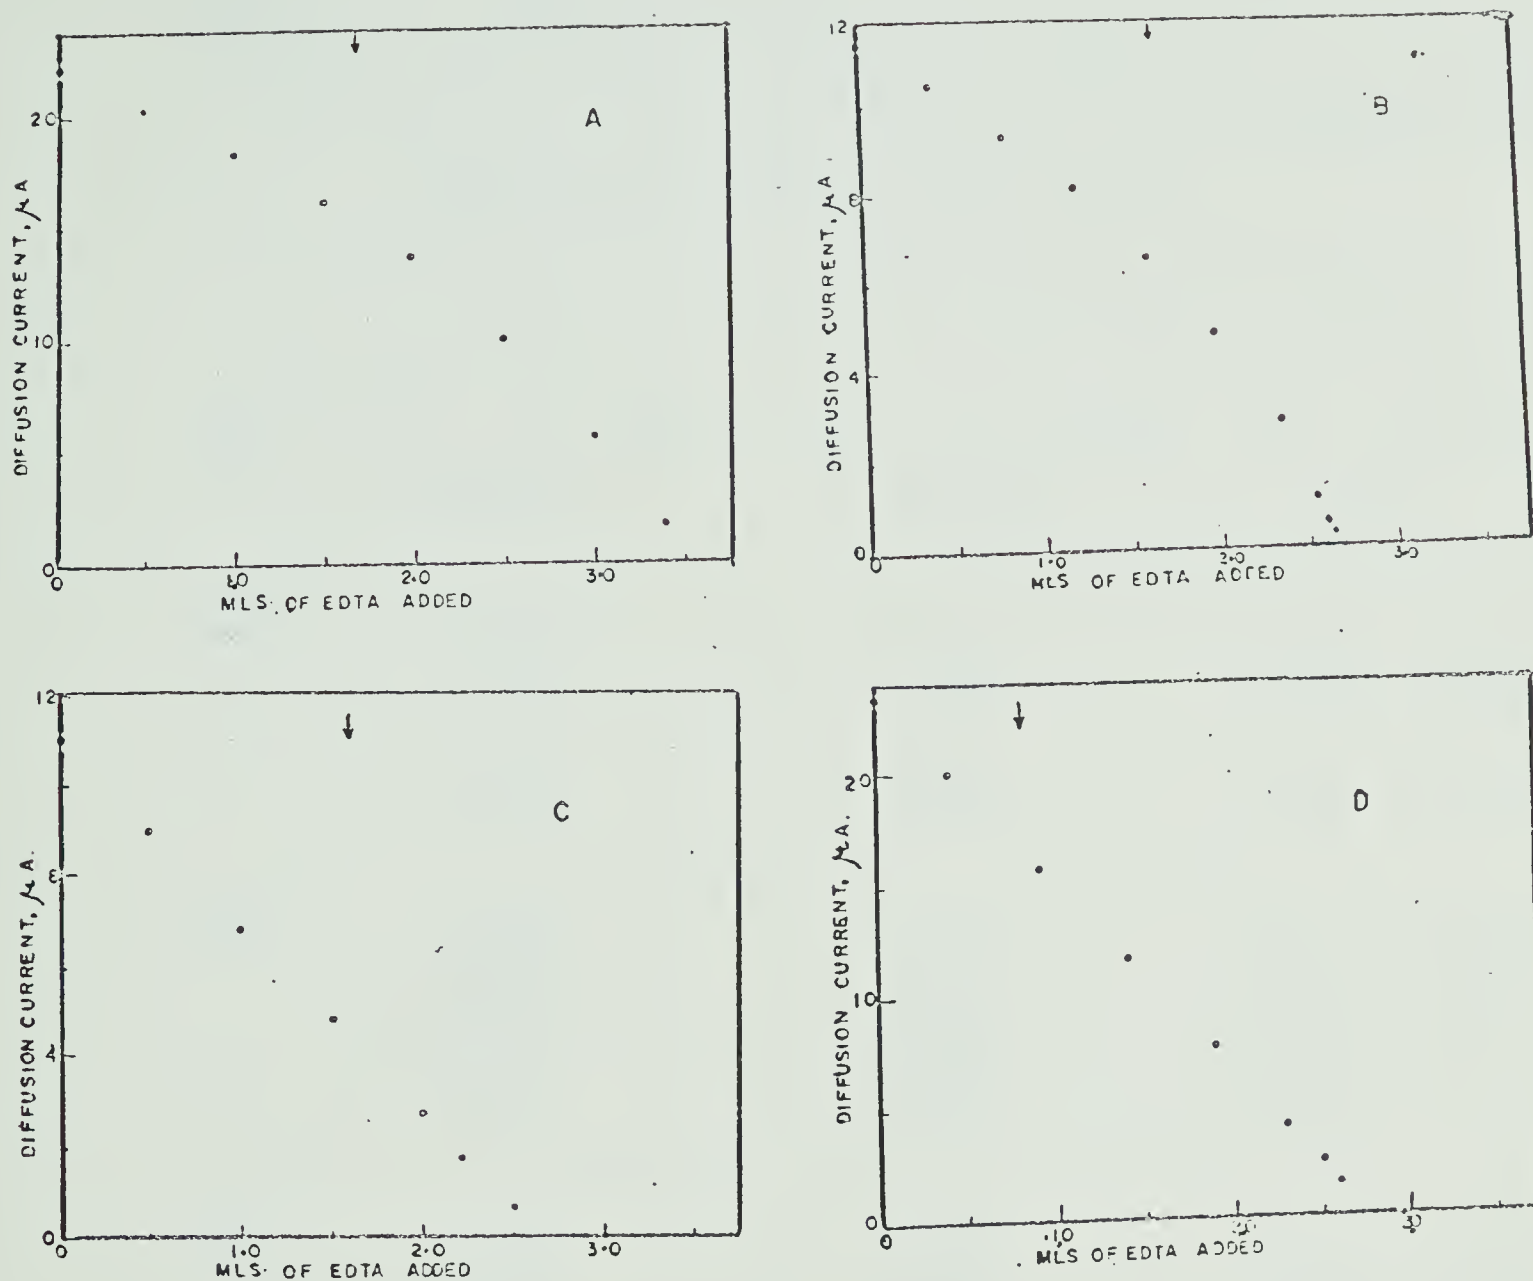 A
DIFFUSION CURRENT, μA
20
10
0
0 1.0 2.0 3.0
MLS. OF EDTA ADDED
B
DIFFUSION CURRENT, μA.
12
8
4
0
0 1.0 2.0 3.0
MLS OF EDTA ADDED
C
DIFFUSION CURRENT, μA.
12
8
4
0
0 1.0 2.0 3.0
MLS. OF EDTA ADDED
D
DIFFUSION CURRENT, μA.
20
10
0
0 1.0 2.0 3.0
MLS OF EDTA ADDED